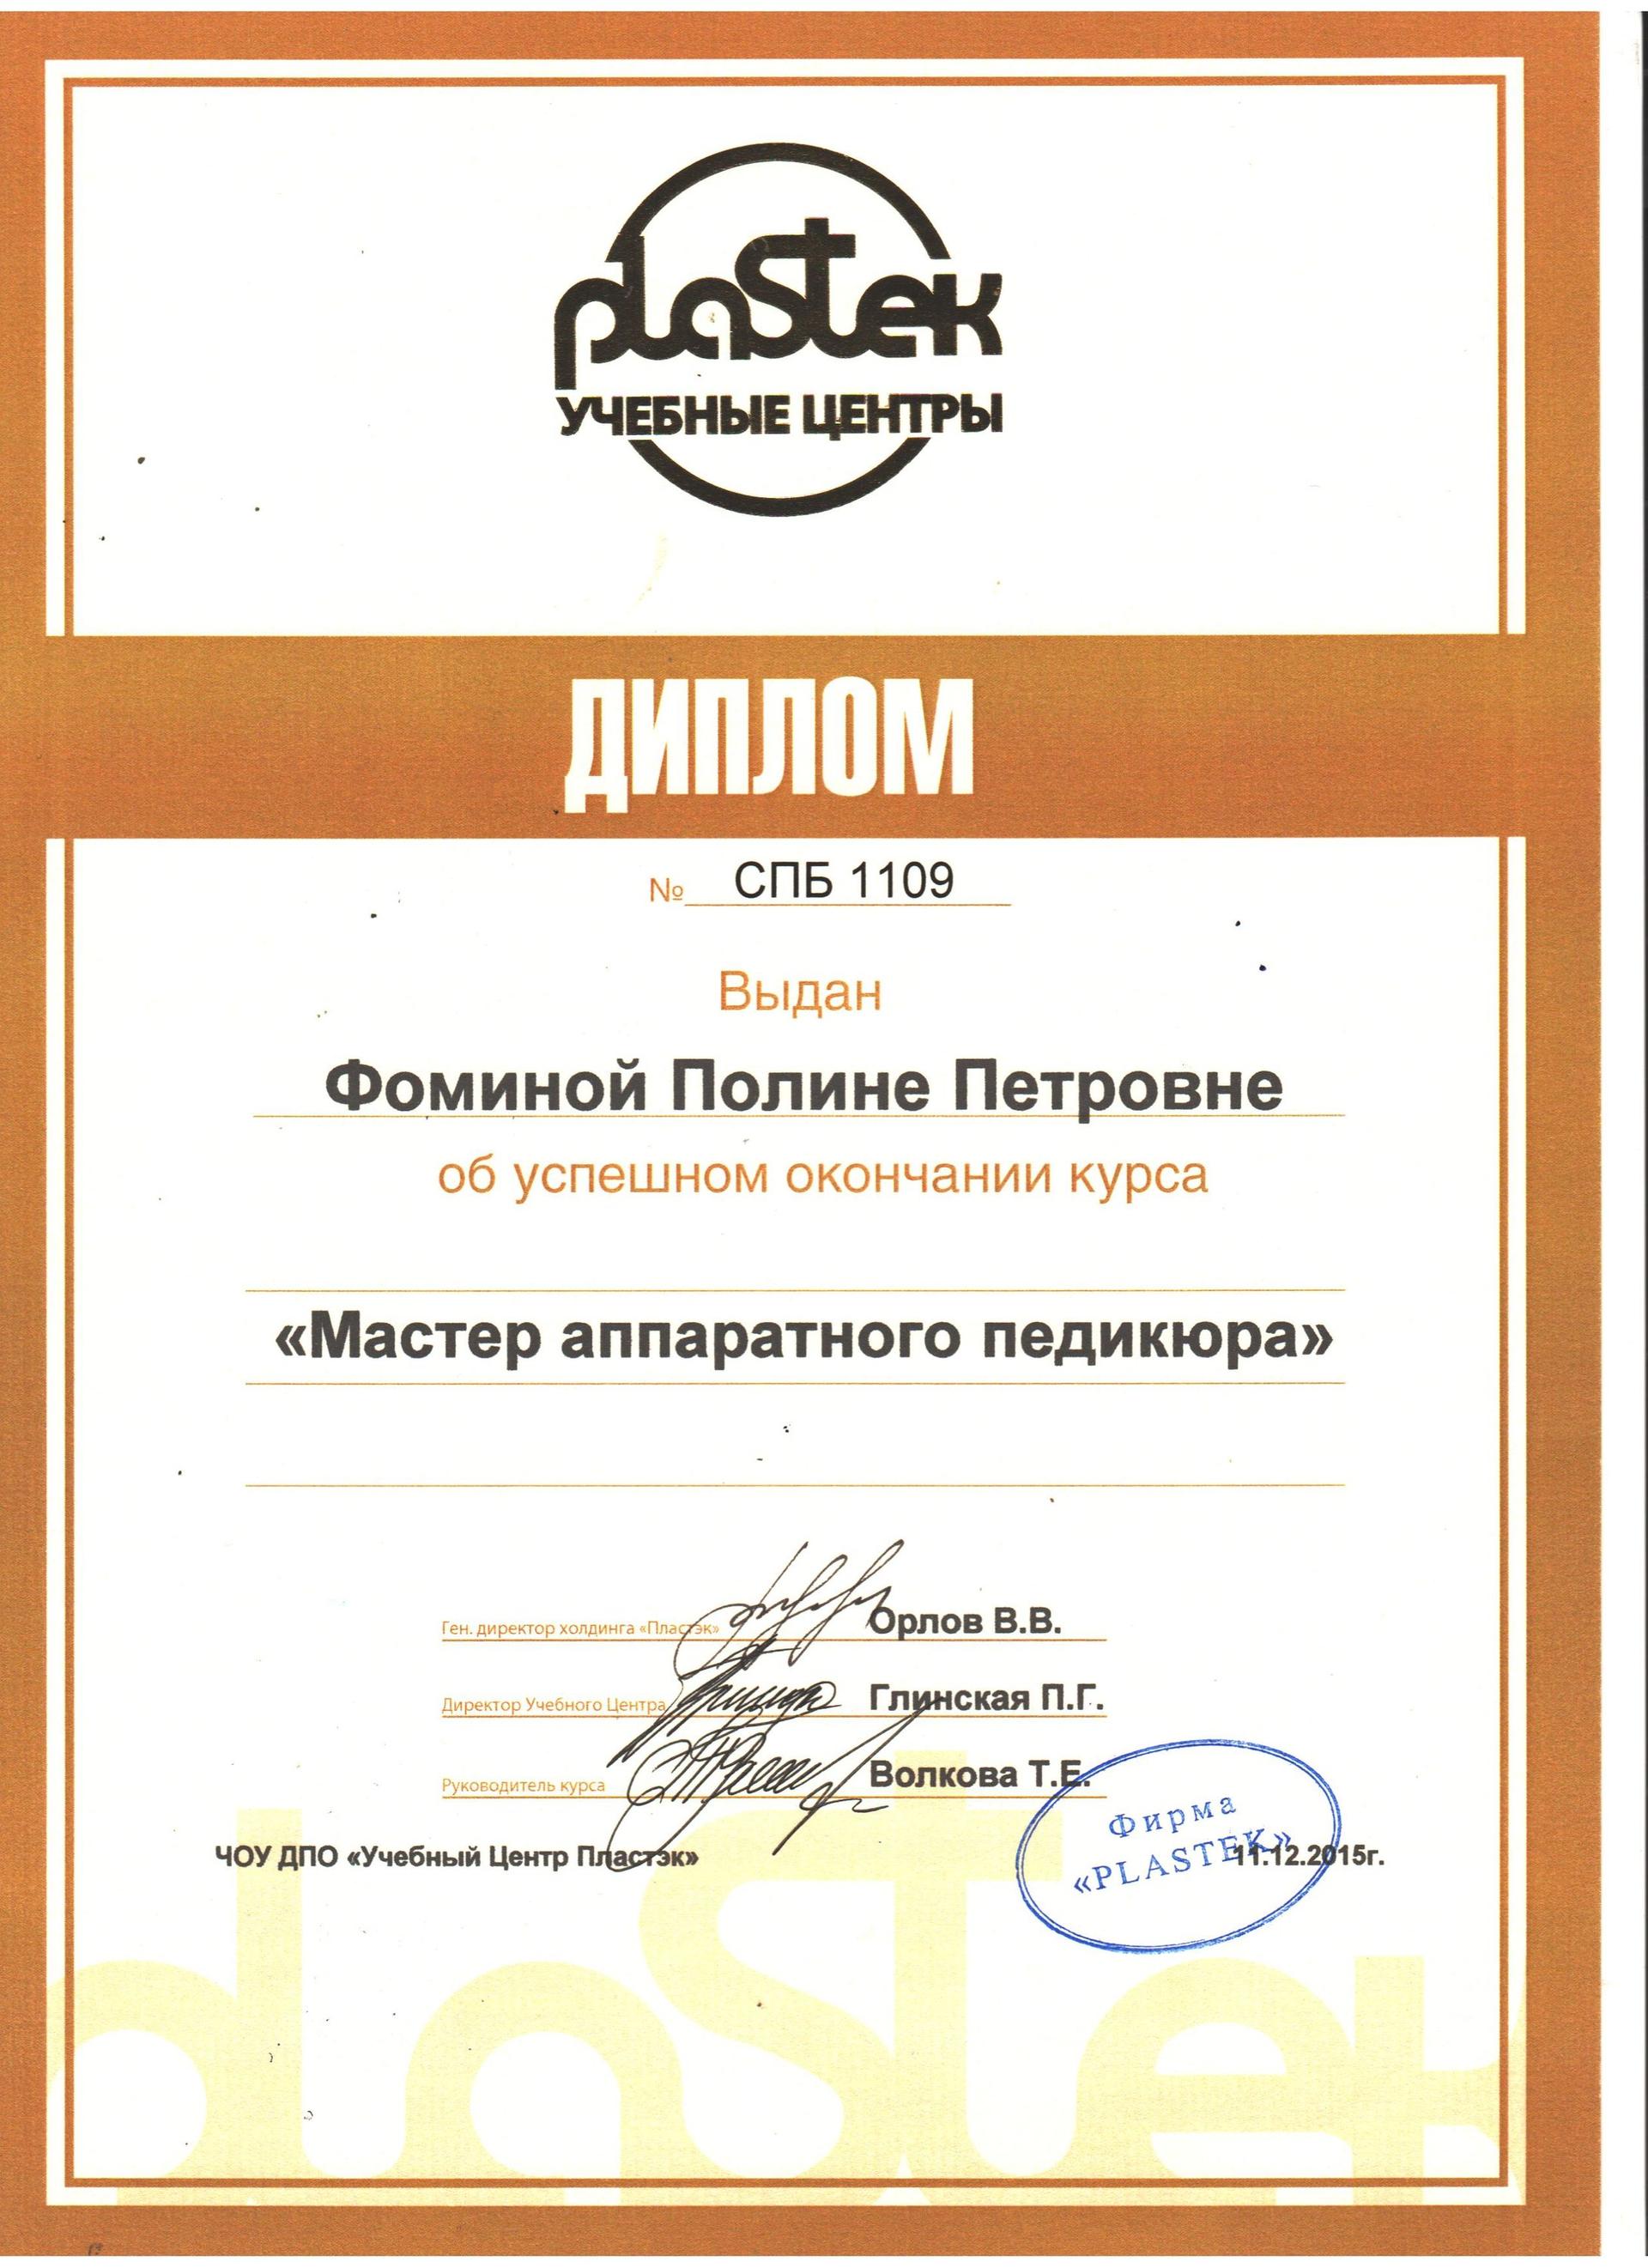 plastek
УЧЕБНЫЕ ЦЕНТРЫ
ДИПЛОМ
№ СПБ 1109
Выдан
Фоминой Полине Петровне
об успешном окончании курса
«Мастер аппаратного педикюра»
Ген. директор холдинга «Пластэк» Орлов В.В.
Директор Учебного Центра Глинская П.Г.
Руководитель курса Волкова Т.Е.
Фирма
«PLASTEK»
ЧОУ ДПО «Учебный Центр Пластэк» 11.12.2015г.
plastek